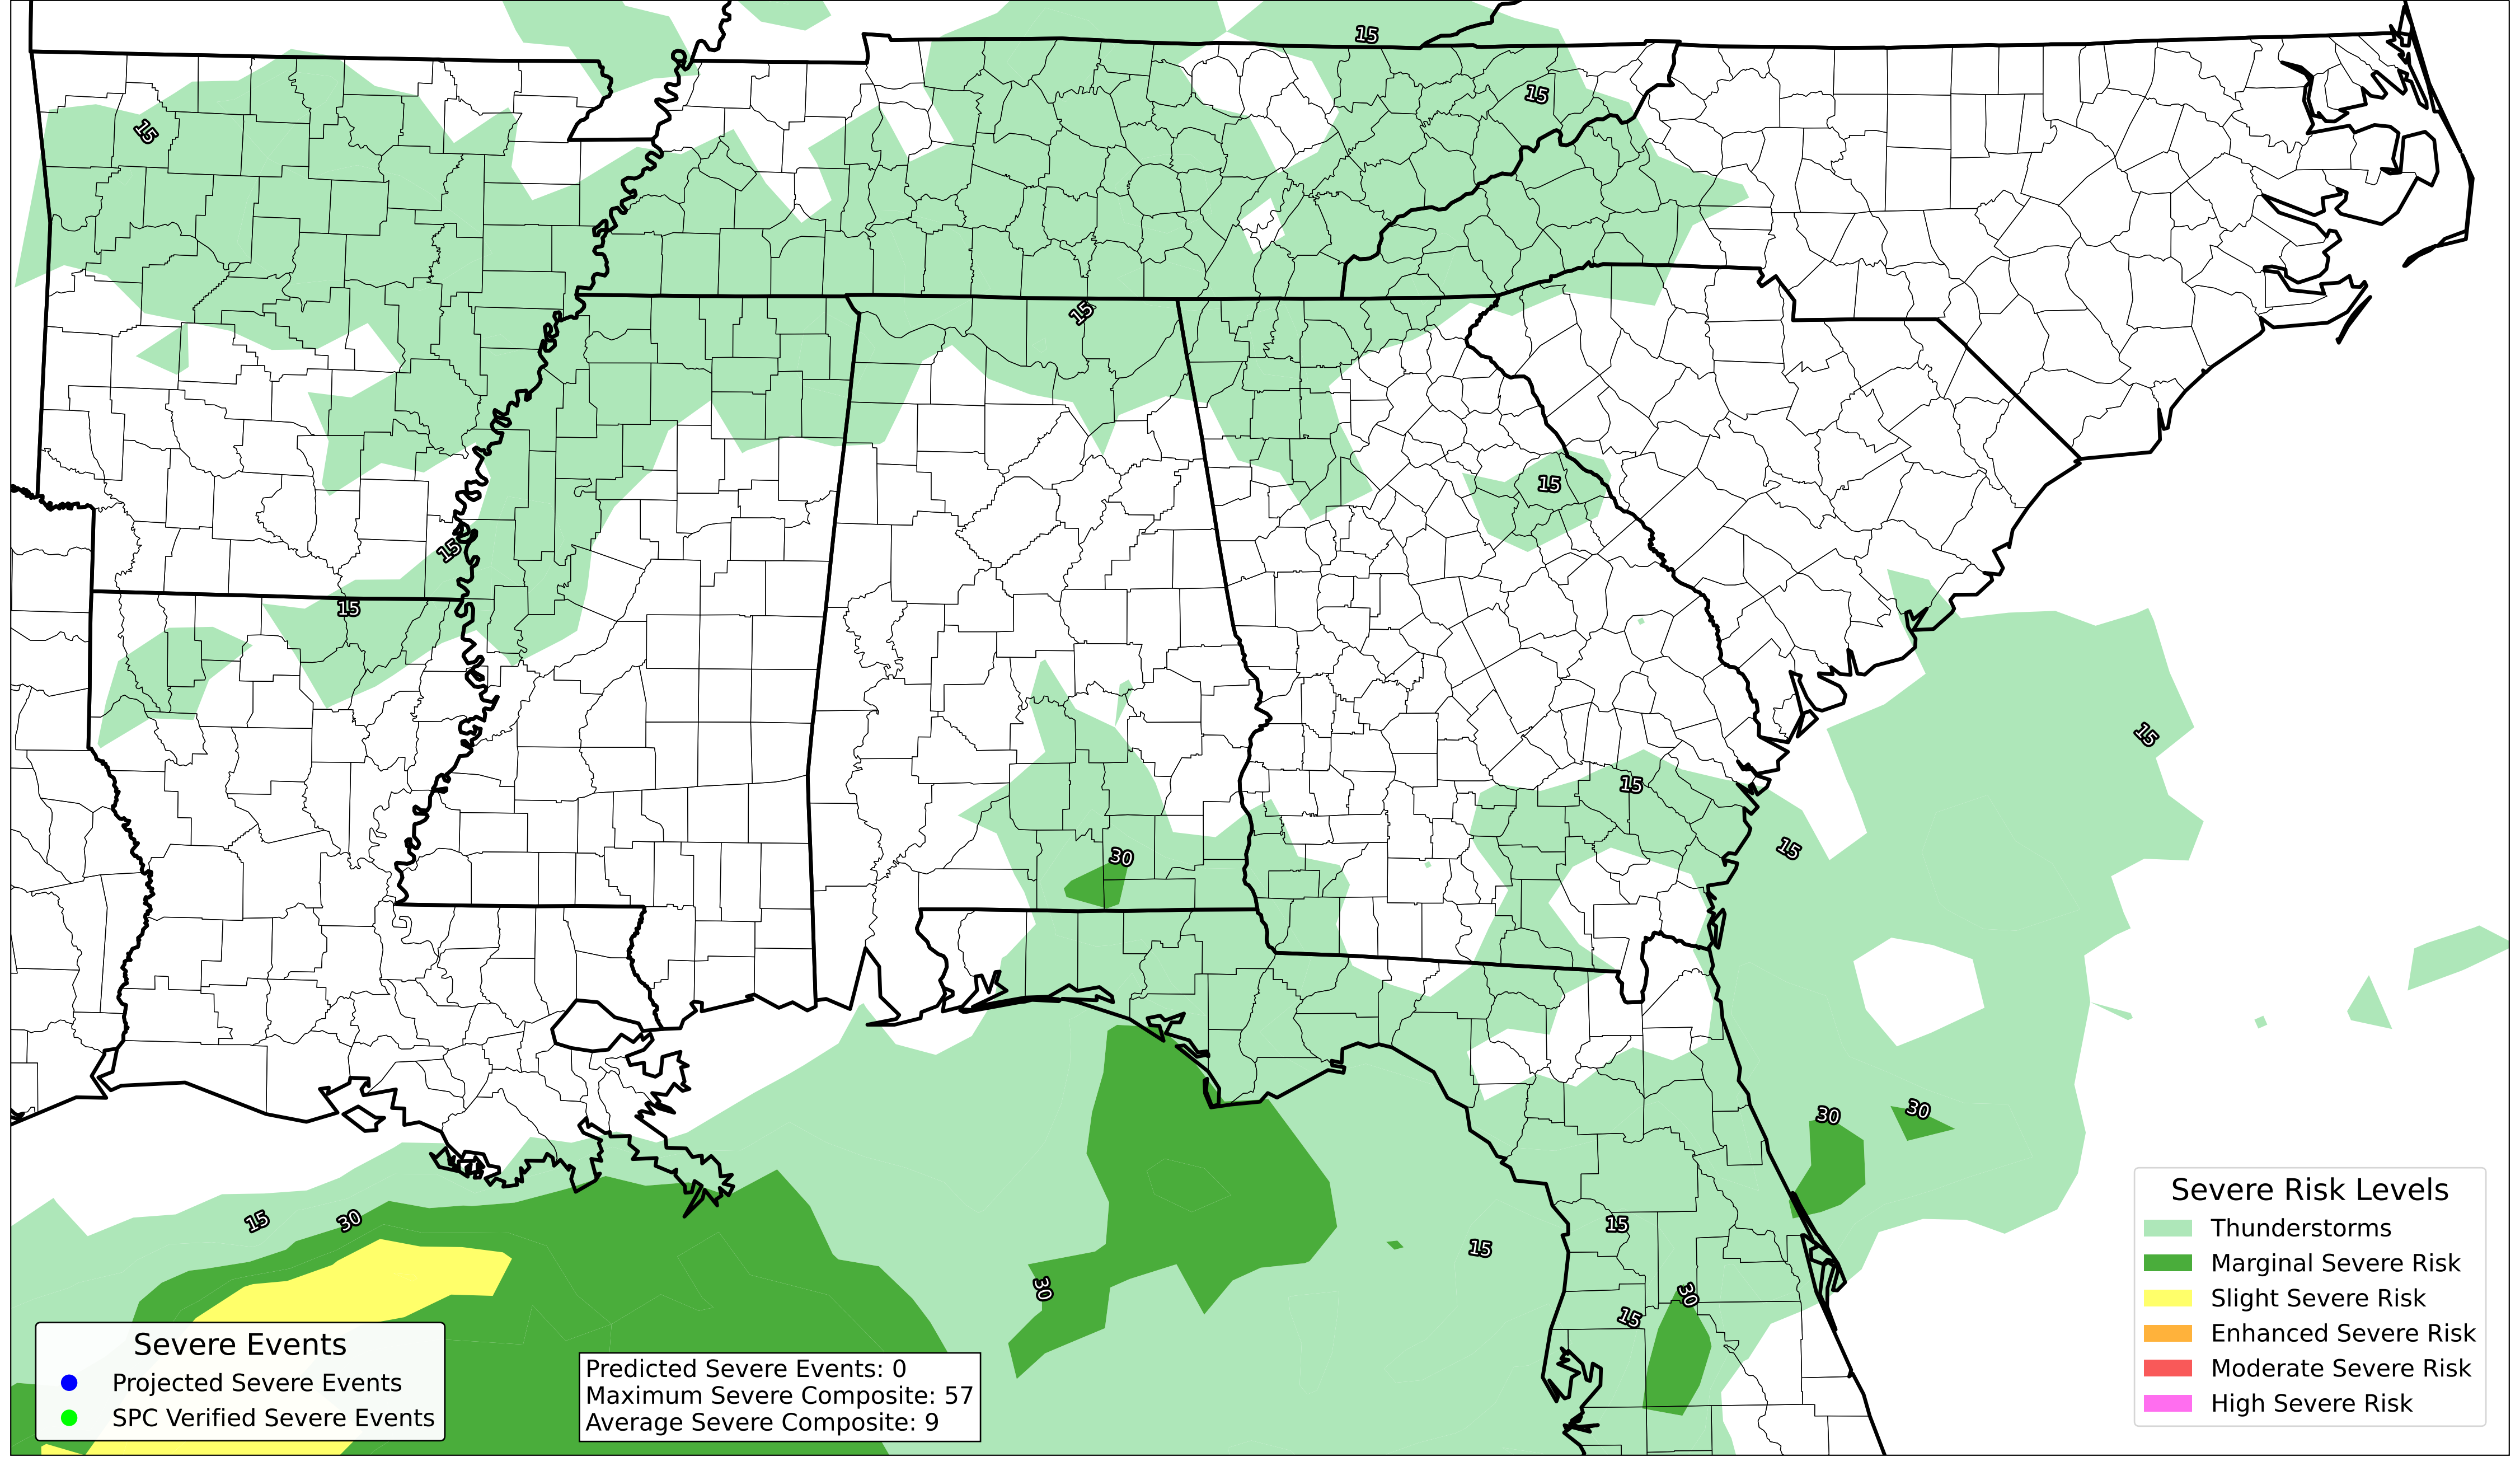 15
15
15
15
15
15
15
15
15
15
30
15
30
30
15
30
15
15
30
30
15
Severe Risk Levels
Thunderstorms
Marginal Severe Risk
Slight Severe Risk
Enhanced Severe Risk
Moderate Severe Risk
High Severe Risk
Severe Events
Projected Severe Events
SPC Verified Severe Events
Predicted Severe Events: 0
Maximum Severe Composite: 57
Average Severe Composite: 9